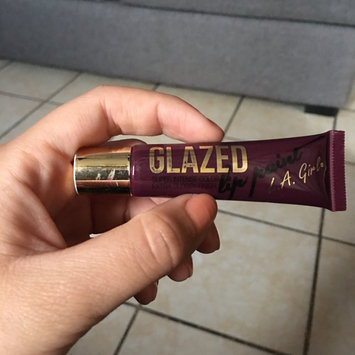 GLAZED
lip paint
L.A. Girl